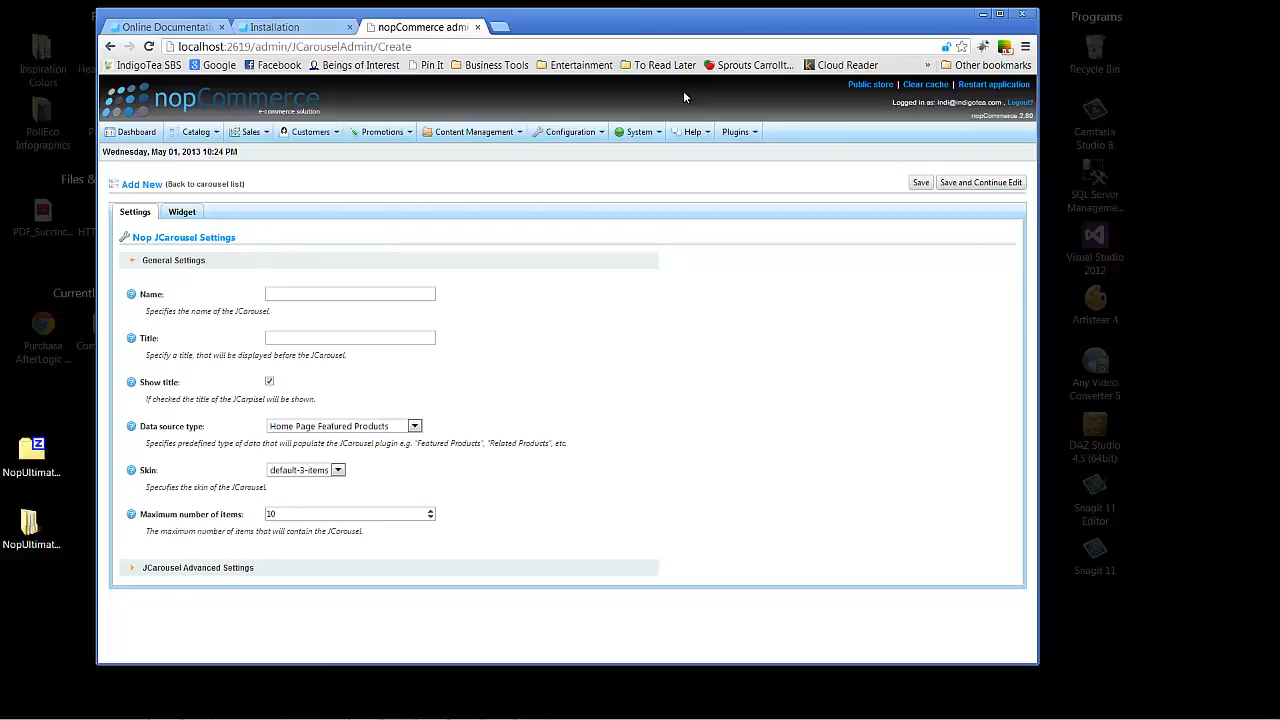 Online Documentati
Installation
nopCommerce adm
localhost:2619/admin/JCarouselAdmin/Create
IndigoTea SBS
Google
Facebook
Beings of Interest
Pin It
Business Tools
Entertainment
To Read Later
SpoonCarrollt...
Cloud Reader
»
Other bookmarks
nopCommerce
e-commerce solution
Public store | Clear cache | Restart application
Logged in as: indi@indigotea.com , Logout?
nopCommerce 2.80
Dashboard
Catalog
Sales
Customers
Promotions
Content Management
Configuration
System
Help
Plugins
Wednesday, May 01, 2013 10:24 PM
Add New (Back to carousel list)
Save
Save and Continue Edit
Settings
Widget
Nop JCarousel Settings
General Settings
Name:
Specifies the name of the JCarousel.
Title:
Specify a title, that will be displayed before the JCarousel.
Show title:
If checked the title of the JCarpisel will be shown.
Data source type:
Home Page Featured Products
Specifies predefined type of data that will populate the JCarousel plugin e.g. "Featured Products", "Related Products", etc.
Skin:
default-3-items
Specufies the skin of the JCarousel.
Maximum number of items:
10
The maximum number of items that will contain the JCarousel.
JCarousel Advanced Settings
Inspiration
Colors
Hea
PoliEco
Infographics
P
Files &
PDF_Succinc...
HTT
Currentl
Purchase
AfterLogic ...
Com
NopUltimat...
NopUltimat...
Programs
Recycle Bin
Camtasia
Studio 8
SQL Server
Manageme...
Visual Studio
2012
Artisteer 4
Any Video
Converter 5
DAZ Studio
4.5 (64bit)
Snagit 11
Editor
Snagit 11